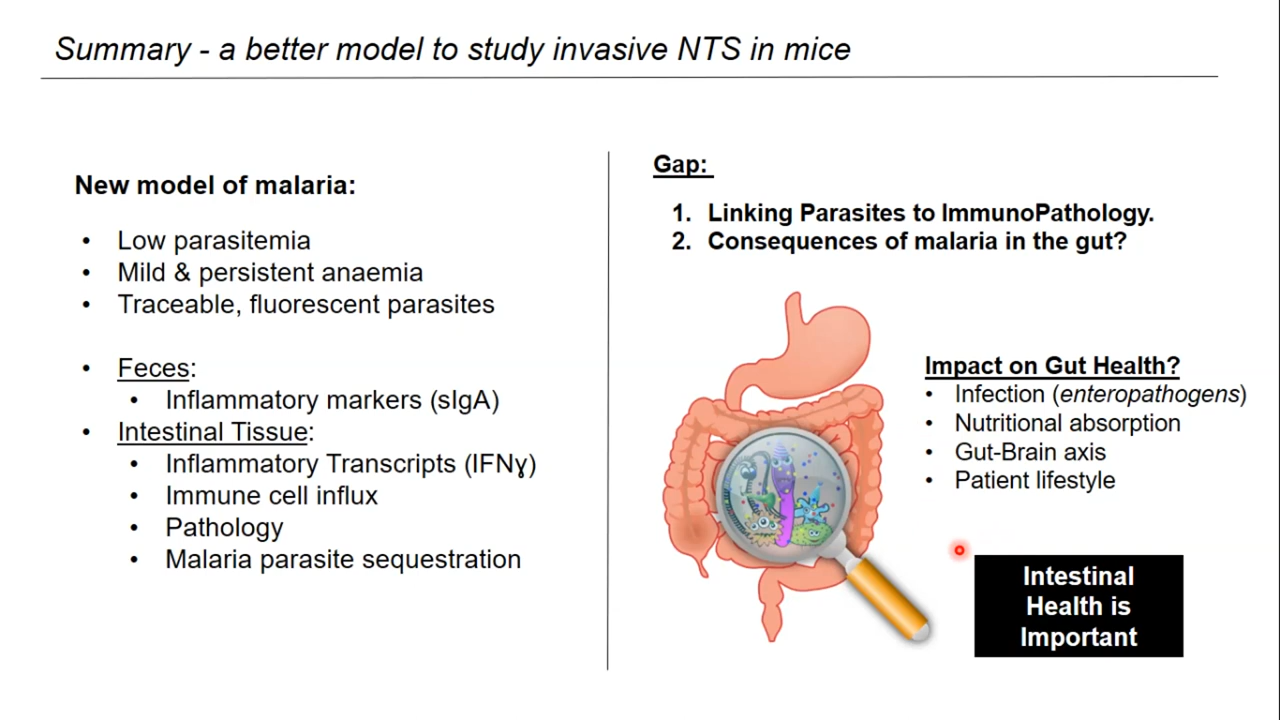 Summary - a better model to study invasive NTS in mice
New model of malaria:
• Low parasitemia
• Mild & persistent anaemia
• Traceable, fluorescent parasites
• Feces:
• Inflammatory markers (sIgA)
• Intestinal Tissue:
• Inflammatory Transcripts (IFNɣ)
• Immune cell influx
• Pathology
• Malaria parasite sequestration
Gap:
1. Linking Parasites to ImmunoPathology.
2. Consequences of malaria in the gut?
Impact on Gut Health?
• Infection (enteropathogens)
• Nutritional absorption
• Gut-Brain axis
• Patient lifestyle
Intestinal
Health is
Important